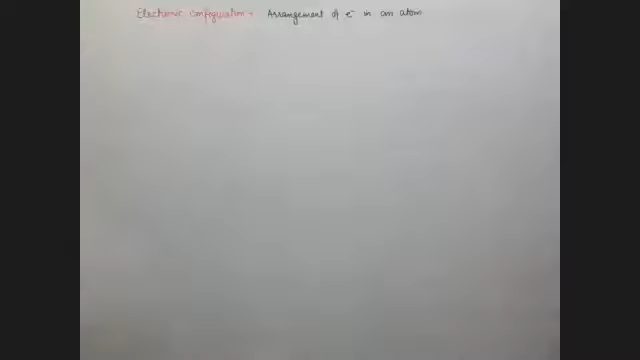 Electronic configuration - Arrangement of e⁻ in an atom